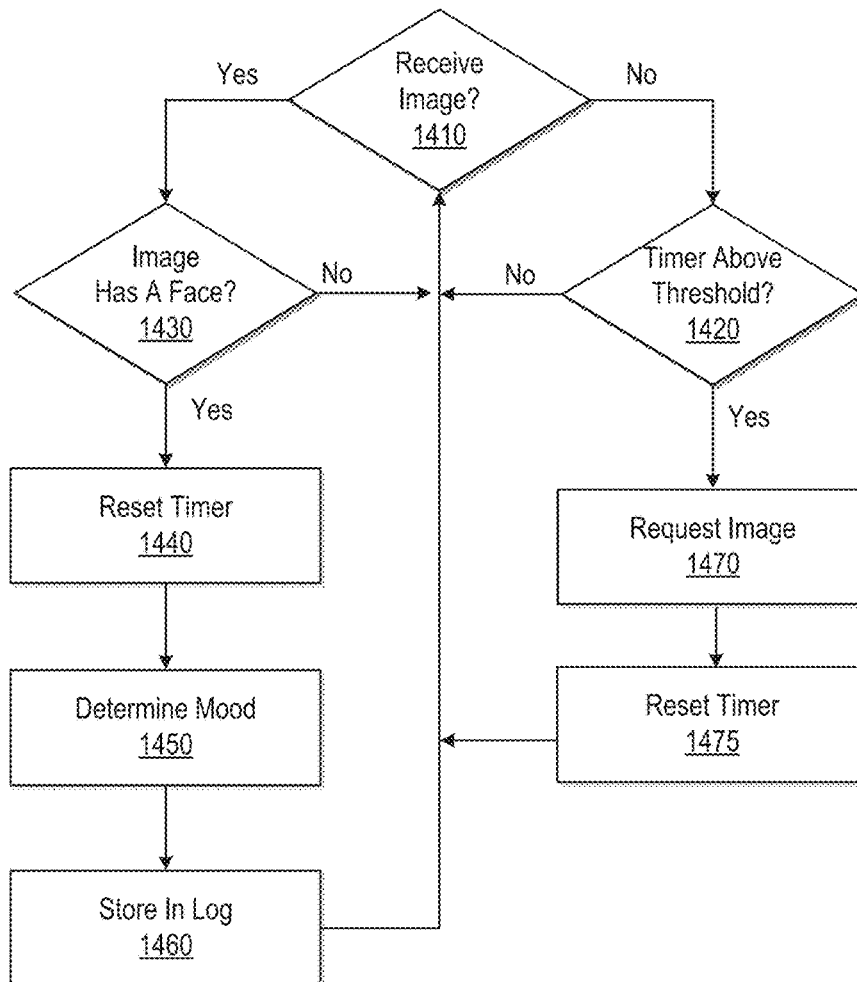 Yes
Receive
Image?
1410
No
Image
Has A Face?
1430
No
No
Timer Above
Threshold?
1420
Yes
Yes
Reset Timer
1440
Request Image
1470
Determine Mood
1450
Reset Timer
1475
Store In Log
1460